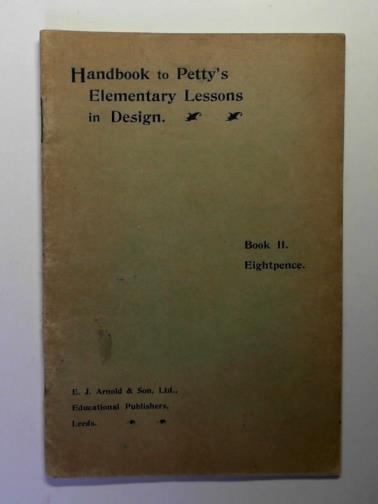 Handbook to Petty's
Elementary Lessons
in Design.
Book II.
Eightpence.
E. J. Arnold & Son, Ltd.,
Educational Publishers,
Leeds.